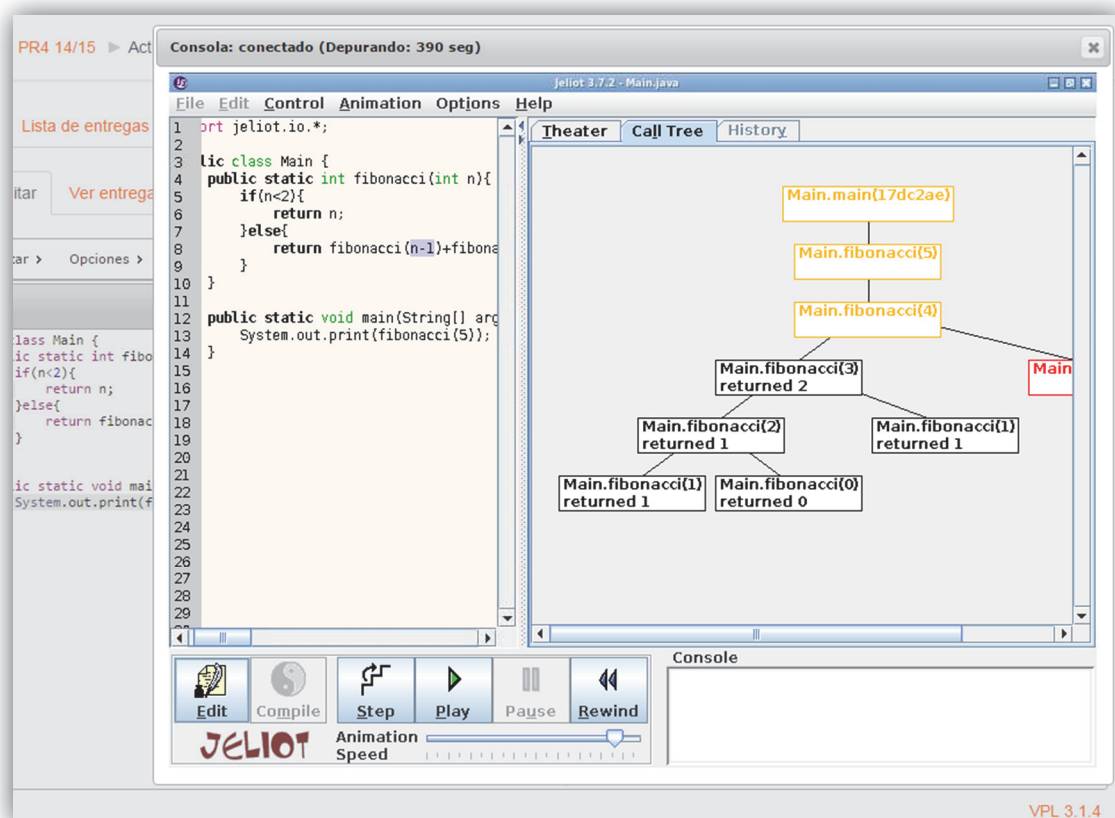 PR4 14/15 ▶ Act
Consola: conectado (Depurando: 390 seg)
Lista de entregas
itar
Ver entrega
tar >
Opciones >
lass Main {
ic static int fibo
if(n<2){
return n;
}else{
return fibonac
}
ic static void mai
System.out.print(f
Jeliot 3.7.2 - Main.java
File Edit Control Animation Options Help
1 ort jeliot.io.*;
2
3 lic class Main {
4 public static int fibonacci(int n){
5 if(n<2){
6 return n;
7 }else{
8 return fibonacci(n-1)+fibona
9 }
10 }
11
12 public static void main(String[] arg
13 System.out.print(fibonacci(5));
14 }
15
16
17
18
19
20
21
22
23
24
25
26
27
28
29
Theater Call Tree History
Main.main(17dc2ae)
Main.fibonacci(5)
Main.fibonacci(4)
Main.fibonacci(3)
returned 2
Main
Main.fibonacci(2)
returned 1
Main.fibonacci(1)
returned 1
Main.fibonacci(1)
returned 1
Main.fibonacci(0)
returned 0
Edit Compile Step Play Pause Rewind
JELIOT
Animation
Speed
Console
VPL 3.1.4